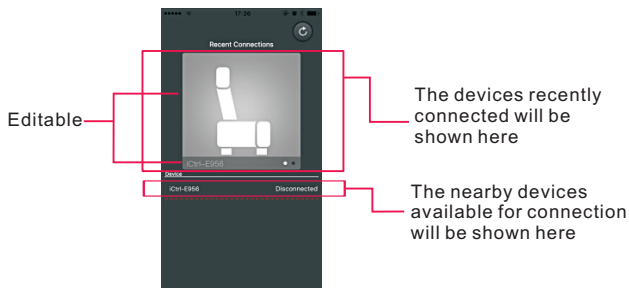 17:26
Recent Connections
Editable
The devices recently
connected will be
shown here
iCtrl-E956
Device
iCtrl-E956 Disconnected
The nearby devices
available for connection
will be shown here